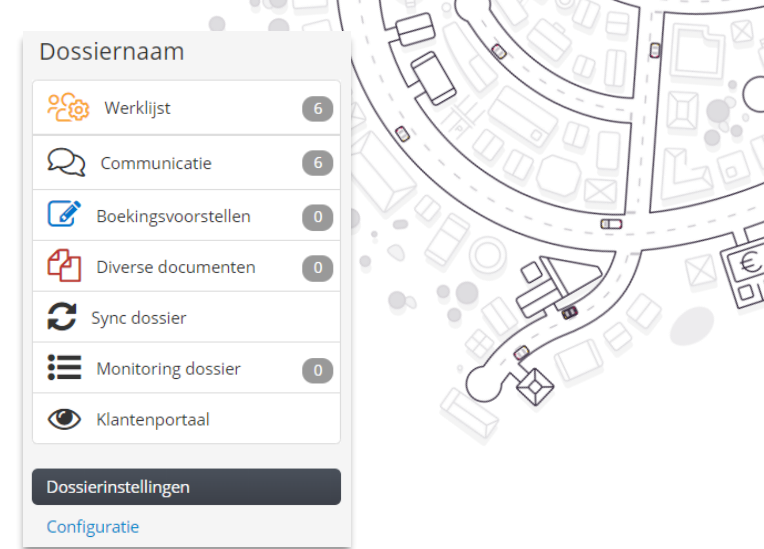 Dossiernaam
Werklijst 6
Communicatie 6
Boekingsvoorstellen 0
Diverse documenten 0
Sync dossier
Monitoring dossier 0
Klantenportaal
Dossierinstellingen
Configuratie
€